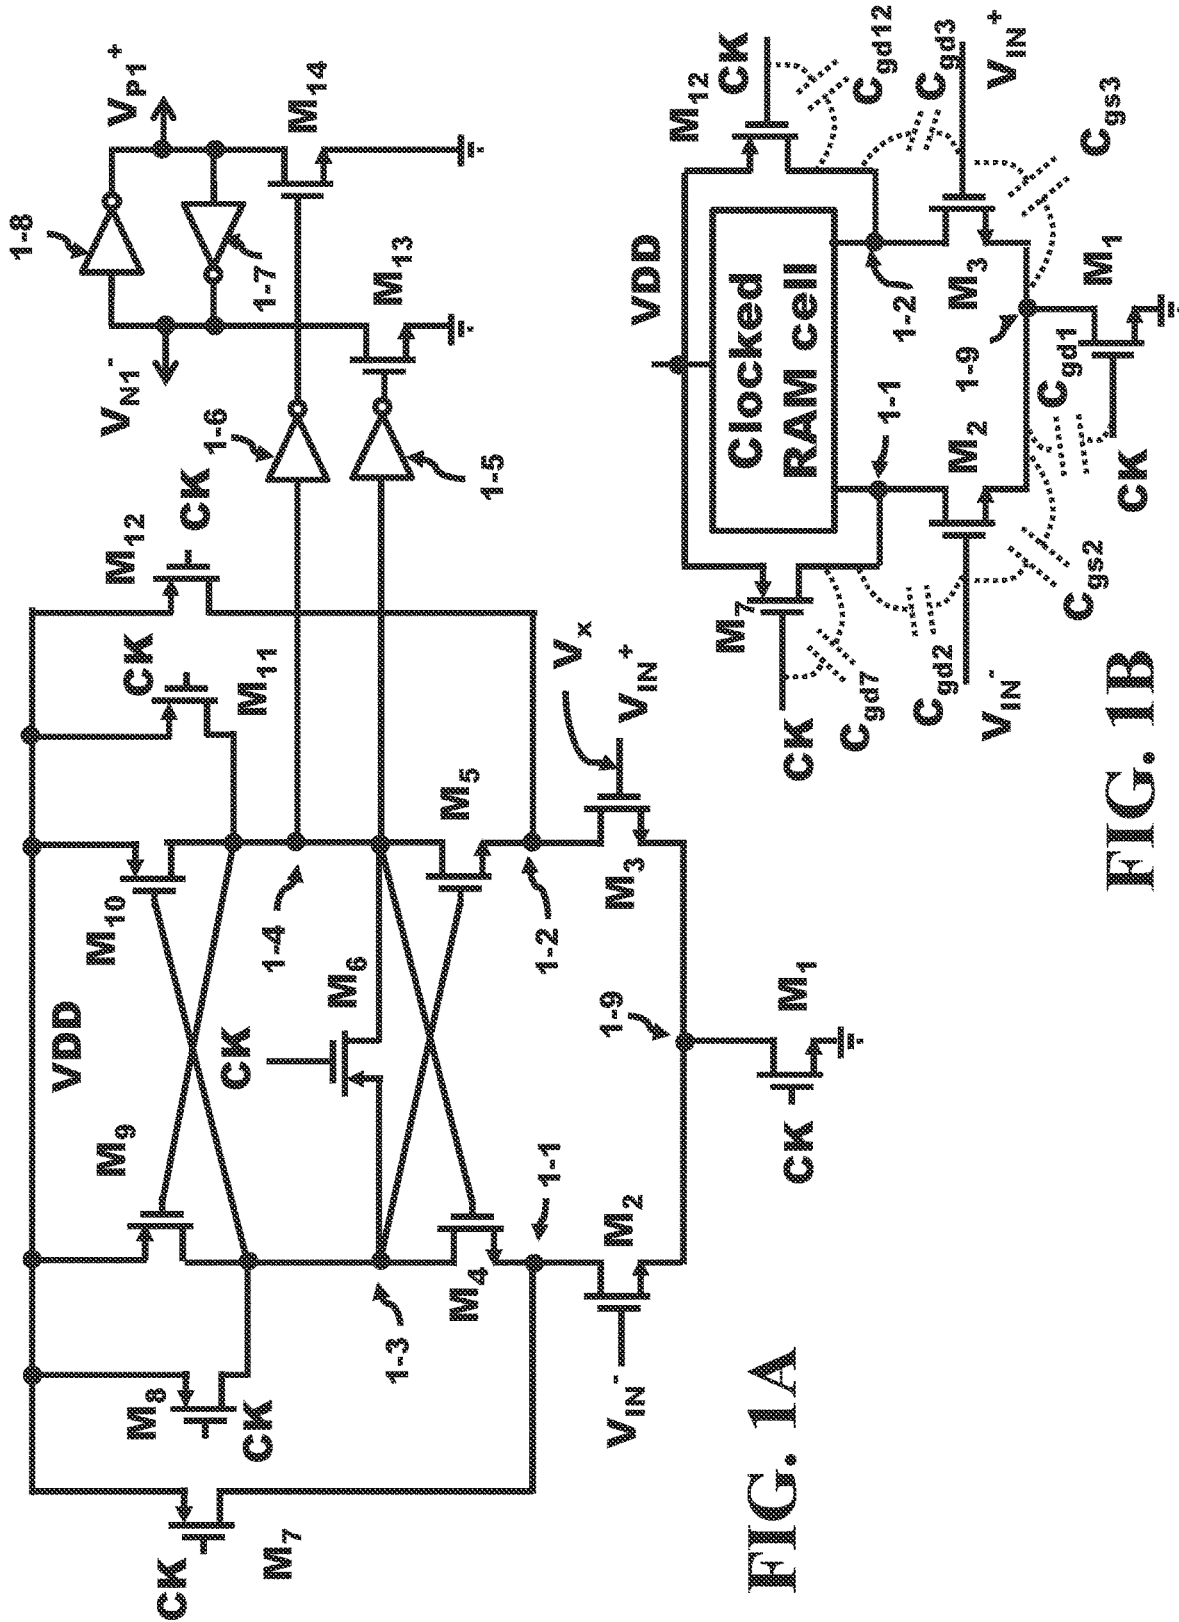 VDD
M9
M10
CK
M11
M12
CK
M8
CK
CK
M7
CK
M6
1-3
1-4
M4
M5
1-1
1-2
VIN-
M2
M3
Vx
VIN+
1-9
CK
M1
1-6
1-5
VN1-
VP1+
1-8
1-7
M13
M14
FIG. 1A
VDD
M7
CK
Cgd7
Clocked
RAM cell
M12
CK
Cgd12
Cgd3
1-1
1-2
Cgd2
VIN-
M2
M3
VIN+
Cgs2
Cgs3
1-9
Cgd1
CK
M1
FIG. 1B